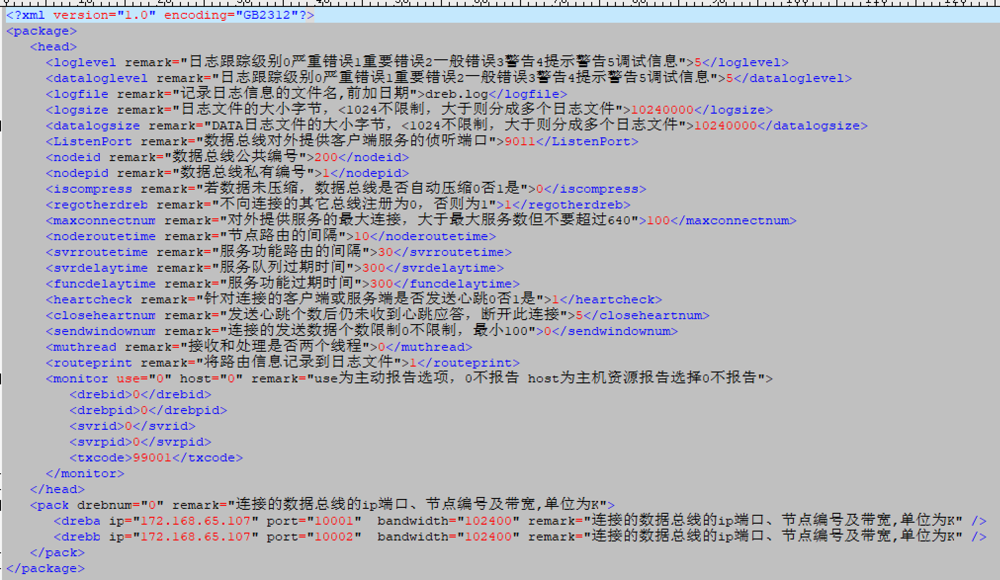 <?xml version="1.0" encoding="GB2312"?>
<package>
<head>
<loglevel remark="日志跟踪级别0严重错误1重要错误2一般错误3警告4提示警告5调试信息">5</loglevel>
<dataloglevel remark="日志跟踪级别0严重错误1重要错误2一般错误3警告4提示警告5调试信息">5</dataloglevel>
<logfile remark="记录日志信息的文件名,前加日期">dreb.log</logfile>
<logsize remark="日志文件的大小字节，<1024不限制，大于则分成多个日志文件">10240000</logsize>
<datalogsize remark="DATA日志文件的大小字节，<1024不限制，大于则分成多个日志文件">10240000</datalogsize>
<ListenPort remark="数据总线对外提供客户端服务的侦听端口">9011</ListenPort>
<nodeid remark="数据总线公共编号">200</nodeid>
<nodepid remark="数据总线私有编号">1</nodepid>
<iscompress remark="若数据未压缩，数据总线是否自动压缩0否1是">0</iscompress>
<regotherdreb remark="不向连接的其它总线注册为0，否则为1">1</regotherdreb>
<maxconnectnum remark="对外提供服务的最大连接，大于最大服务数但不要超过640">100</maxconnectnum>
<noderoutetime remark="节点路由的间隔">10</noderoutetime>
<svrroutetime remark="服务功能路由的间隔">30</svrroutetime>
<svrdelaytime remark="服务队列过期时间">300</svrdelaytime>
<funcdelaytime remark="服务功能过期时间">300</funcdelaytime>
<heartcheck remark="针对连接的客户端或服务端是否发送心跳0否1是">1</heartcheck>
<closeheartnum remark="发送心跳个数后仍未收到心跳应答，断开此连接">5</closeheartnum>
<sendwindownum remark="连接的发送数据个数限制0不限制，最小100">0</sendwindownum>
<muthread remark="接收和处理是否两个线程">0</muthread>
<routeprint remark="将路由信息记录到日志文件">1</routeprint>
<monitor use="0" host="0" remark="use为主动报告选项，0不报告 host为主机资源报告选择0不报告">
<drebid>0</drebid>
<drebpid>0</drebpid>
<svrid>0</svrid>
<svrpid>0</svrpid>
<txcode>99001</txcode>
</monitor>
</head>
<pack drebnum="0" remark="连接的数据总线的ip端口、节点编号及带宽,单位为K">
<dreba ip="172.168.65.107" port="10001"  bandwidth="102400" remark="连接的数据总线的ip端口、节点编号及带宽,单位为K" />
<drebb ip="172.168.65.107" port="10002"  bandwidth="102400" remark="连接的数据总线的ip端口、节点编号及带宽,单位为K" />
</pack>
</package>